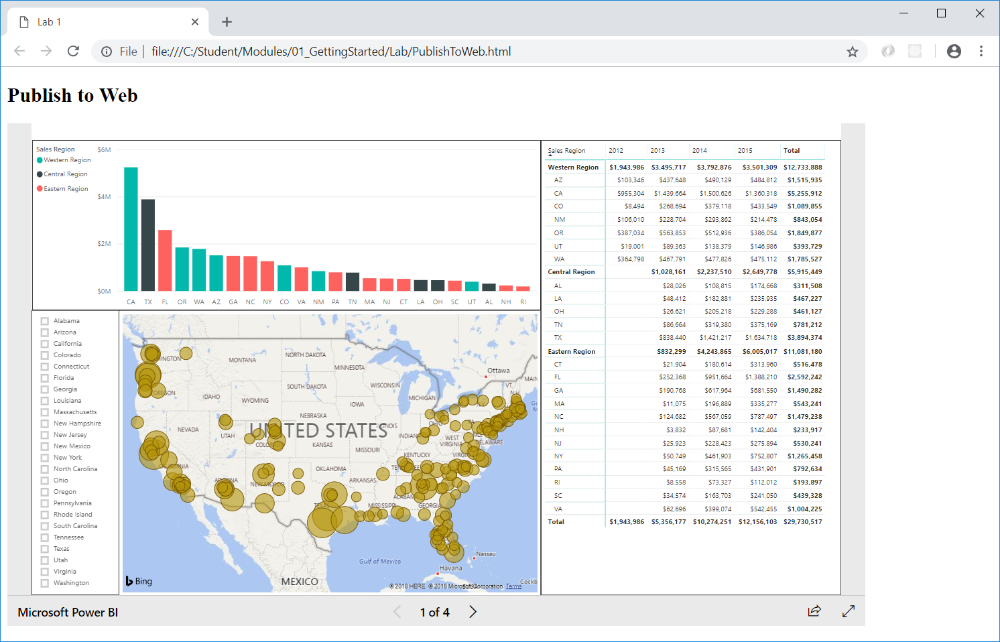 Lab 1
File
file:///C:/Student/Modules/01_GettingStarted/Lab/PublishToWeb.html
Publish to Web
Sales Region
Western Region
Central Region
Eastern Region
$6M
$4M
$2M
$0M
CA TX FL OR WA AZ GA NC NY CO VA NM PA TN MA NJ CT LA OH SC UT AL NH RI
Sales Region 2012 2013 2014 2015 Total
Western Region $1,943,986 $3,495,717 $3,792,876 $3,501,309 $12,733,888
AZ $103,346 $437,648 $490,129 $484,812 $1,515,935
CA $955,304 $1,439,664 $1,500,626 $1,360,318 $5,255,912
CO $8,494 $268,694 $379,118 $433,549 $1,089,855
NM $106,010 $228,704 $293,862 $214,478 $843,054
OR $387,034 $563,853 $512,936 $386,054 $1,849,877
UT $19,001 $89,363 $138,379 $146,986 $393,729
WA $364,798 $467,791 $477,826 $475,112 $1,785,527
Central Region $1,028,161 $2,237,510 $2,649,778 $5,915,449
AL $28,026 $108,815 $174,668 $311,508
LA $48,412 $182,881 $235,935 $467,227
OH $26,621 $205,218 $229,288 $461,127
TN $86,664 $319,380 $375,169 $781,212
TX $838,440 $1,421,217 $1,634,718 $3,894,374
Eastern Region $832,299 $4,243,865 $6,005,017 $11,081,180
CT $21,904 $180,614 $313,960 $516,478
FL $252,368 $951,664 $1,388,210 $2,592,242
GA $190,768 $617,964 $681,550 $1,490,282
MA $11,075 $196,889 $335,277 $543,241
NC $124,682 $567,059 $787,497 $1,479,238
NH $3,832 $87,681 $142,404 $233,917
NJ $25,923 $228,423 $275,894 $530,241
NY $50,749 $461,903 $752,807 $1,265,458
PA $45,169 $315,565 $431,901 $792,634
RI $8,558 $73,327 $112,012 $193,897
SC $34,574 $163,703 $241,050 $439,328
VA $62,696 $399,074 $542,455 $1,004,225
Total $1,943,986 $5,356,177 $10,274,251 $12,156,103 $29,730,517
Alabama
Arizona
California
Colorado
Connecticut
Florida
Georgia
Louisiana
Massachusetts
New Hampshire
New Jersey
New Mexico
New York
North Carolina
Ohio
Oregon
Pennsylvania
Rhode Island
South Carolina
Tennessee
Texas
Utah
Virginia
Washington
NORTH DAKOTA
MONTANA
MINNESOTA
Ottawa
SOUTH DAKOTA
WISCONSIN
VT.
OREGON
IDAHO
WYOMING
MICHIGAN
IOWA
NEBRASKA
UNITED STATES
NEVADA
UTAH
KANSAS
WEST
VIRGINIA
DELAWARE
MISSOURI
KENTUCKY
OKLAHOMA
ARKANSAS
ARIZONA
NEW MEXICO
MISSISSIPPI
GEORGIA
Gulf of Mexico
Nassau
Havana
MEXICO
Bing
© 2018 HERE, © 2018 Microsoft Corporation Terms
Microsoft Power BI
1 of 4